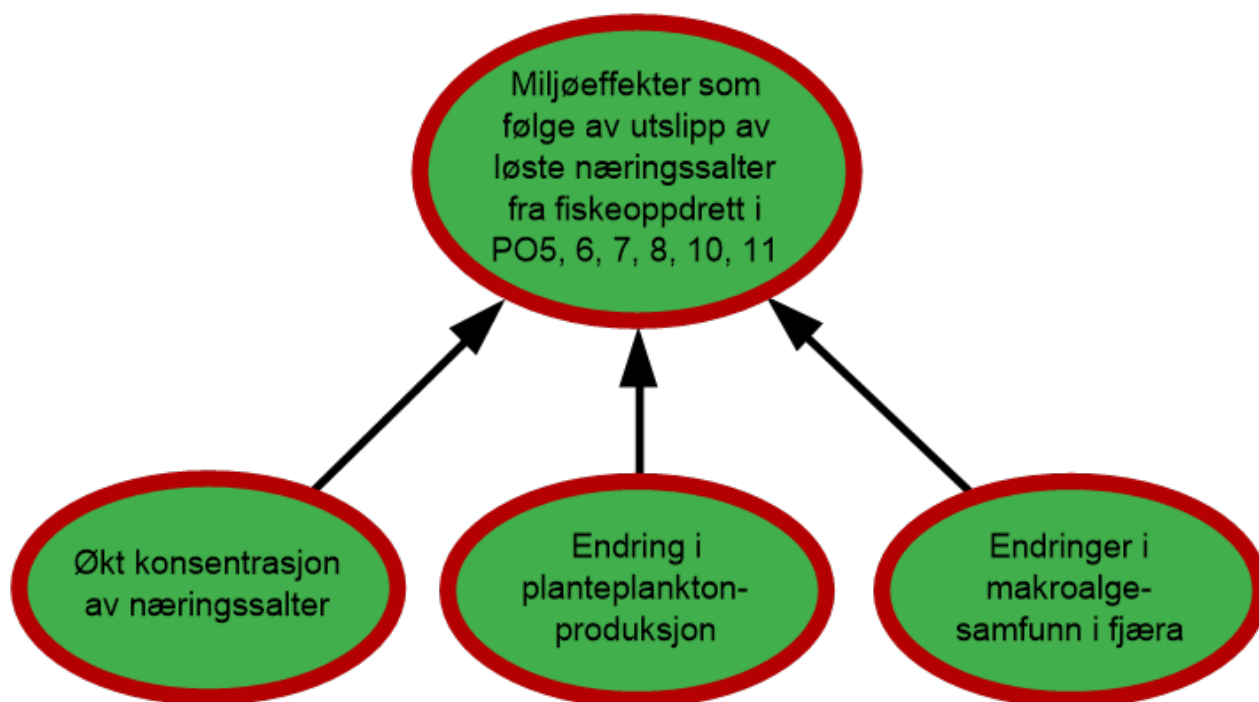 Miljøeffekter som
følge av utslipp av
løste næringssalter
fra fiskeoppdrett i
PO5, 6, 7, 8, 10, 11
Økt konsentrasjon
av næringssalter
Endring i
planteplankton-
produksjon
Endringer i
makroalge-
samfunn i fjæra